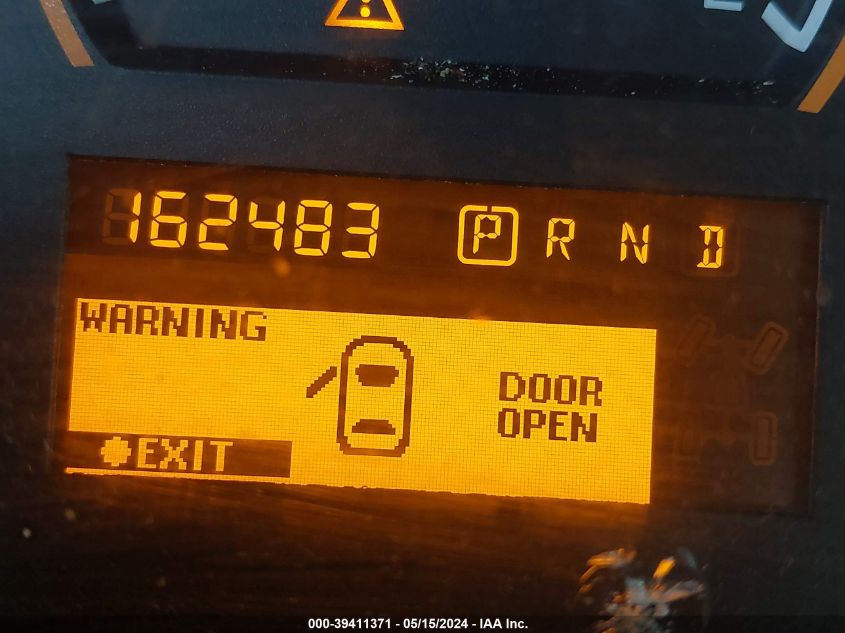 162483 P R N D
WARNING
DOOR
OPEN
EXIT
000-39411371 - 05/15/2024 - IAA Inc.